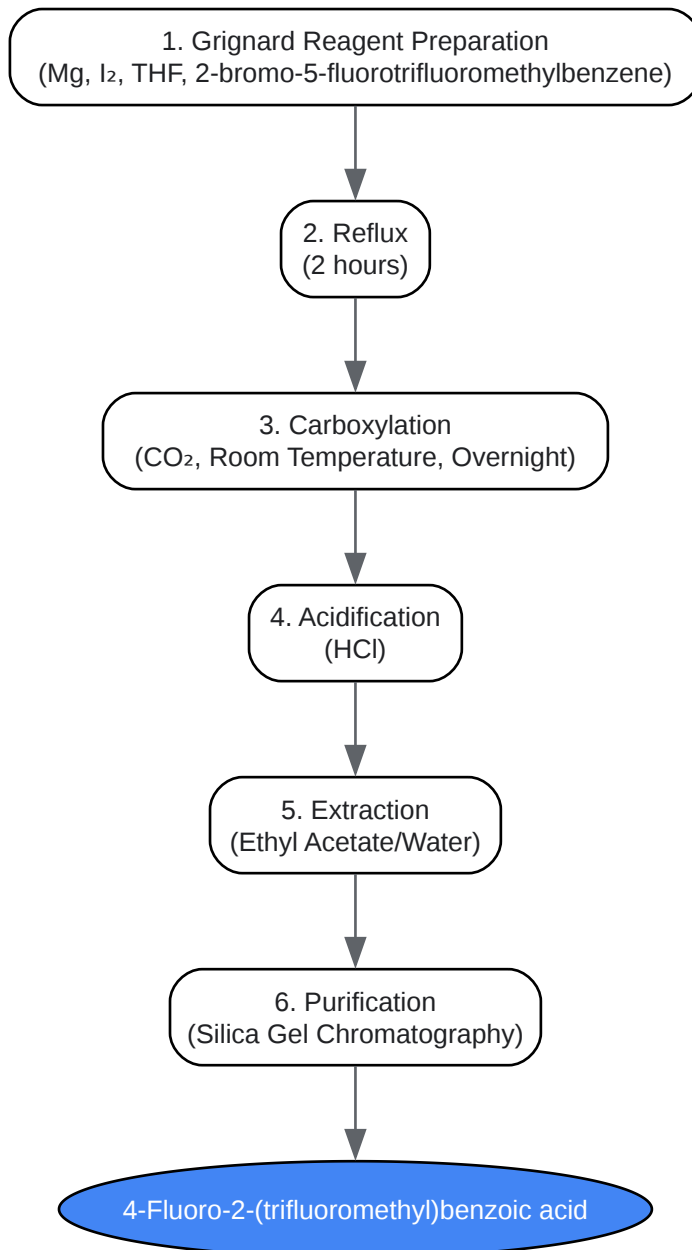 1. Grignard Reagent Preparation
(Mg, I₂, THF, 2-bromo-5-fluorotrifluoromethylbenzene)
2. Reflux
(2 hours)
3. Carboxylation
(CO₂, Room Temperature, Overnight)
4. Acidification
(HCl)
5. Extraction
(Ethyl Acetate/Water)
6. Purification
(Silica Gel Chromatography)
4-Fluoro-2-(trifluoromethyl)benzoic acid